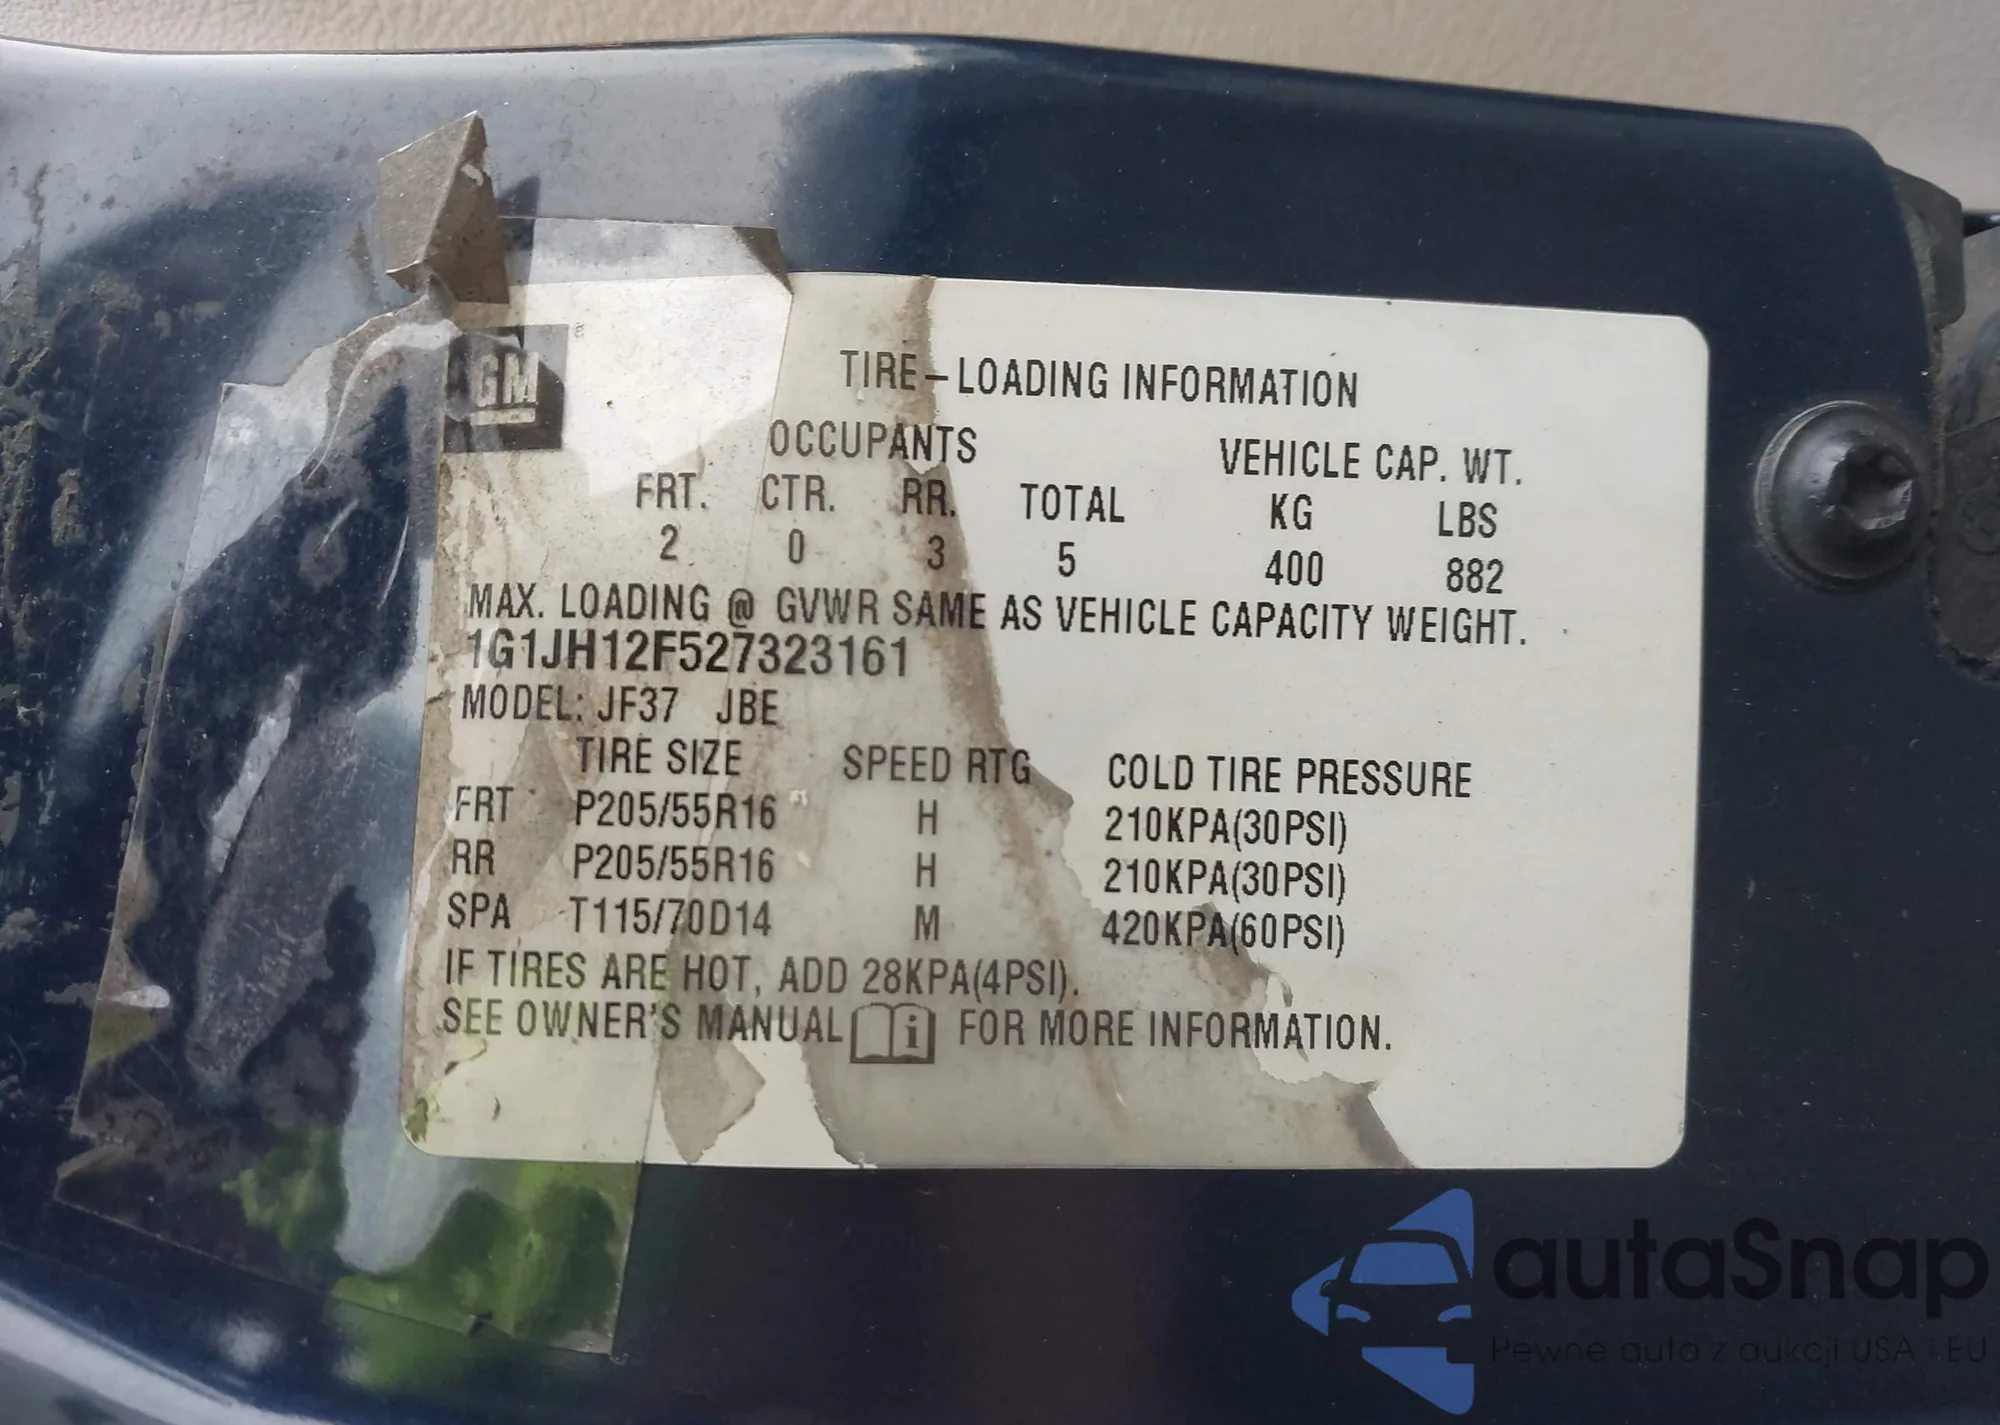 GM
TIRE – LOADING INFORMATION
OCCUPANTS VEHICLE CAP. WT.
FRT. CTR. RR. TOTAL KG LBS
2 0 3 5 400 882
MAX. LOADING @ GVWR SAME AS VEHICLE CAPACITY WEIGHT.
1G1JH12F527323161
MODEL: JF37 JBE
TIRE SIZE SPEED RTG COLD TIRE PRESSURE
FRT P205/55R16 H 210KPA(30PSI)
RR P205/55R16 H 210KPA(30PSI)
SPA T115/70D14 M 420KPA(60PSI)
IF TIRES ARE HOT, ADD 28KPA(4PSI).
SEE OWNER'S MANUAL i FOR MORE INFORMATION.
autaSnap
Pewne auta z aukcji USA i EU